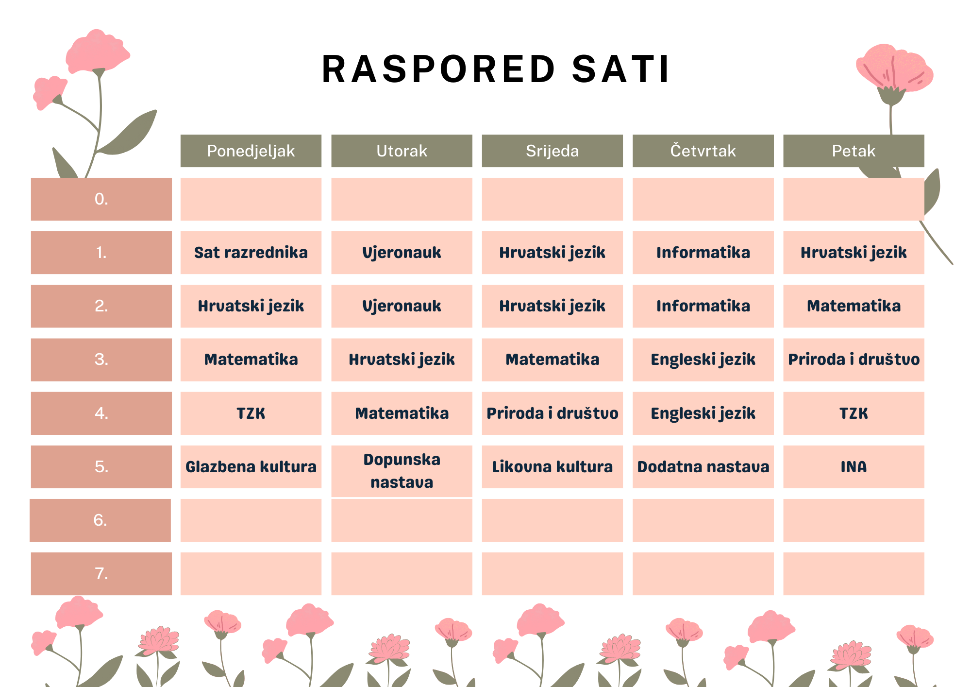 RASPORED SATI
Ponedjeljak Utorak Srijeda Četvrtak Petak
0.
1. Sat razrednika Vjeronauk Hrvatski jezik Informatika Hrvatski jezik
2. Hrvatski jezik Vjeronauk Hrvatski jezik Informatika Matematika
3. Matematika Hrvatski jezik Matematika Engleski jezik Priroda i društvo
4. TZK Matematika Priroda i društvo Engleski jezik TZK
5. Glazbena kultura Dopunska nastava Likovna kultura Dodatna nastava INA
6.
7.